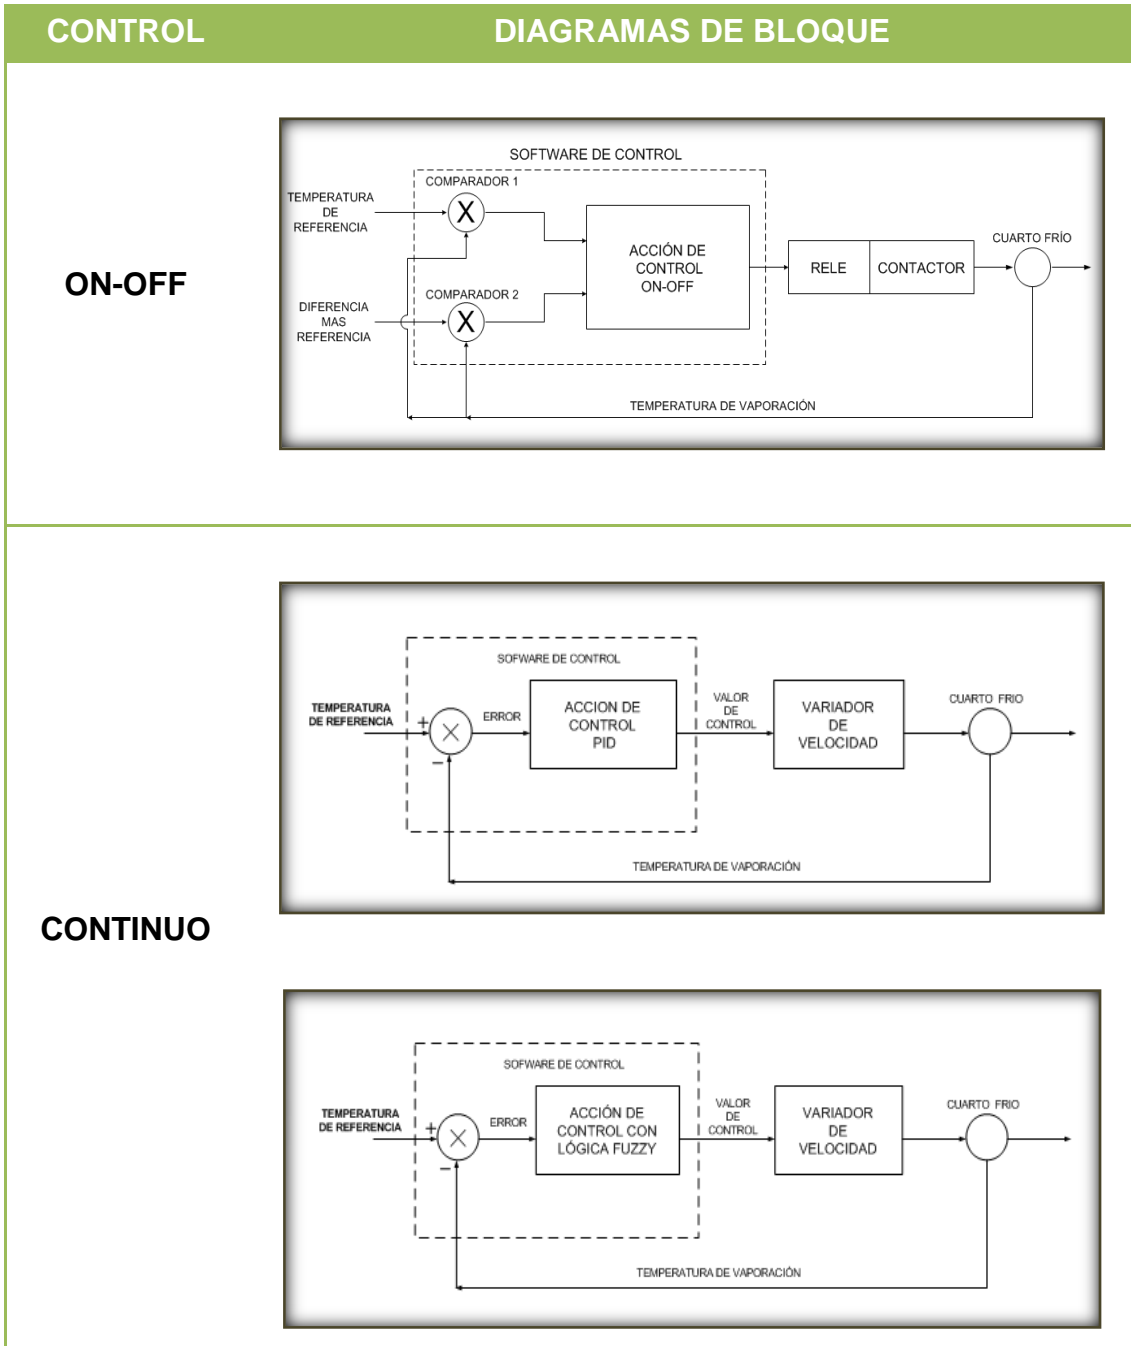 CONTROL
DIAGRAMAS DE BLOQUE
ON-OFF
SOFTWARE DE CONTROL
COMPARADOR 1
TEMPERATURA
DE
REFERENCIA
X
ACCIÓN DE
CONTROL
ON-OFF
RELE
CONTACTOR
CUARTO FRÍO
COMPARADOR 2
DIFERENCIA
MAS
REFERENCIA
X
TEMPERATURA DE VAPORACIÓN
CONTINUO
SOFWARE DE CONTROL
TEMPERATURA
DE REFERENCIA
+
−
ERROR
ACCION DE
CONTROL
PID
VALOR
DE
CONTROL
VARIADOR
DE
VELOCIDAD
CUARTO FRIO
TEMPERATURA DE VAPORACIÓN
SOFWARE DE CONTROL
TEMPERATURA
DE REFERENCIA
+
−
ERROR
ACCIÓN DE
CONTROL CON
LÓGICA FUZZY
VALOR
DE
CONTROL
VARIADOR
DE
VELOCIDAD
CUARTO FRIO
TEMPERATURA DE VAPORACIÓN